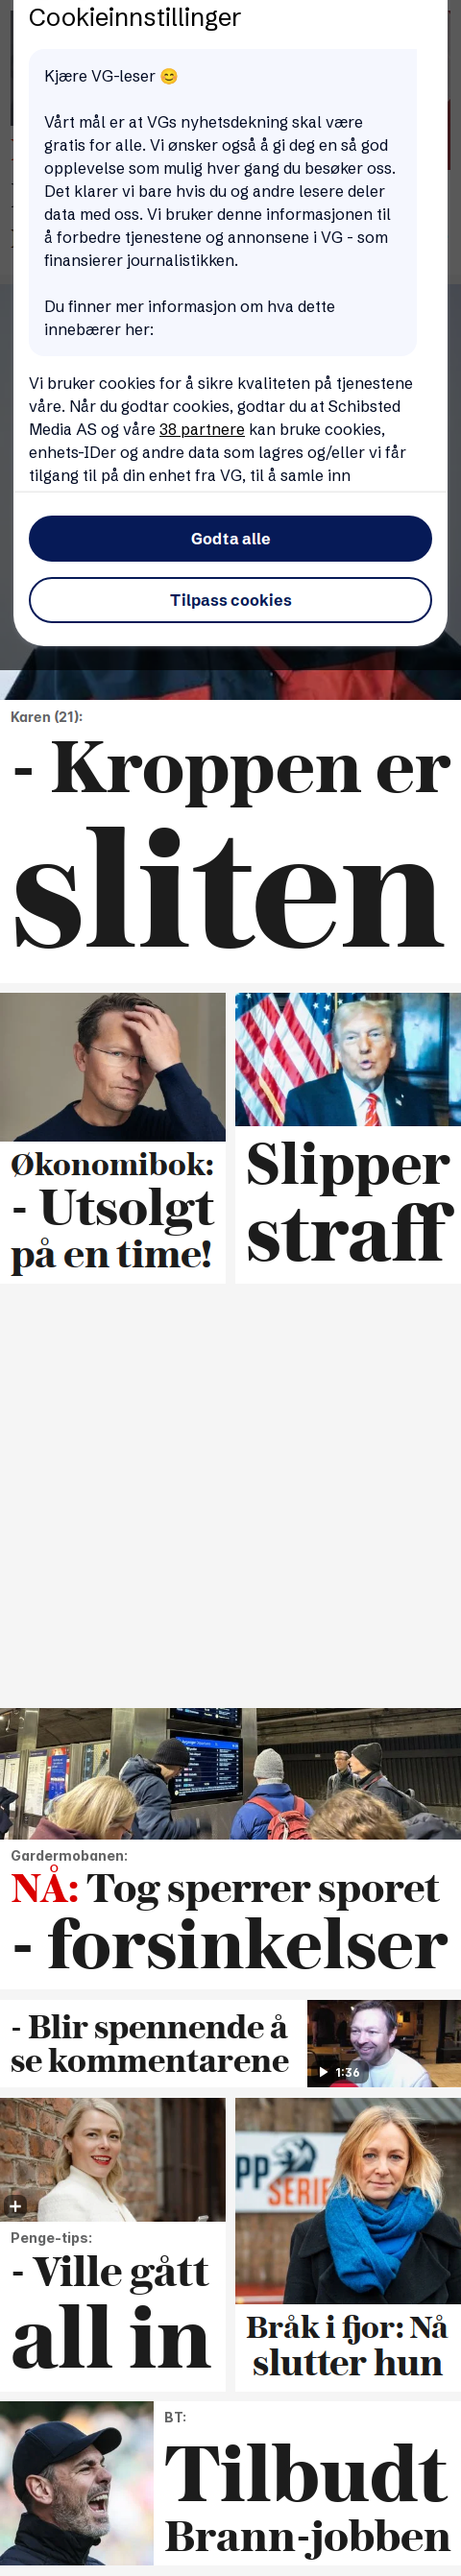 Cookieinnstillinger
Kjære VG-leser 😊
Vårt mål er at VGs nyhetsdekning skal være
gratis for alle. Vi ønsker også å gi deg en så god
opplevelse som mulig hver gang du besøker oss.
Det klarer vi bare hvis du og andre lesere deler
data med oss. Vi bruker denne informasjonen til
å forbedre tjenestene og annonsene i VG - som
finansierer journalistikken.
Du finner mer informasjon om hva dette
innebærer her:
Vi bruker cookies for å sikre kvaliteten på tjenestene
våre. Når du godtar cookies, godtar du at Schibsted
Media AS og våre 38 partnere kan bruke cookies,
enhets-IDer og andre data som lagres og/eller vi får
tilgang til på din enhet fra VG, til å samle inn
Godta alle
Tilpass cookies
Karen (21):
- Kroppen er
sliten
Økonomibok:
- Utsolgt
på en time!
Slipper
straff
Gardermobanen:
NÅ: Tog sperrer sporet
- forsinkelser
- Blir spennende å
se kommentarene
1:36
PP
SERIE
Penge-tips:
- Ville gått
all in
Bråk i fjor: Nå
slutter hun
BT:
Tilbudt
Brann-jobben